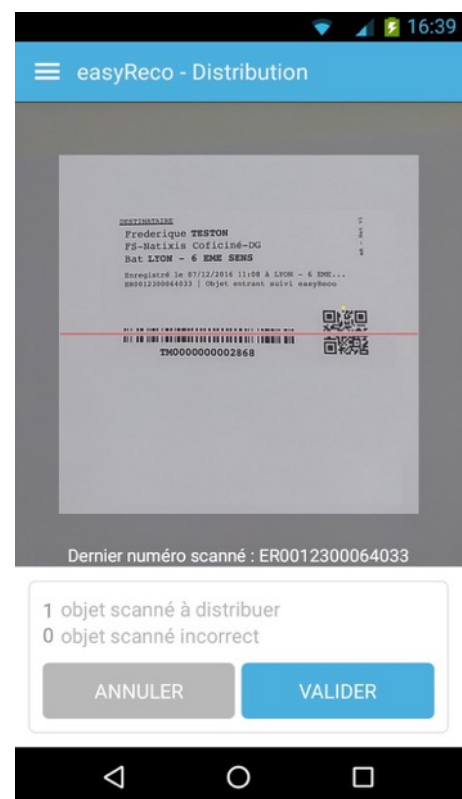 16:39
easyReco - Distribution
DESTINATAIRE
Frederique TESTON
FS-Natixis Coficiné-DG
Bat LYON - 6 EME SENS
Enregistré le 07/12/2016 11:08 à LYON - 6 EME...
ER0012300064033 | Objet entrant suivi easyReco
TM0000000002868
Dernier numéro scanné : ER0012300064033
1 objet scanné à distribuer
0 objet scanné incorrect
ANNULER
VALIDER